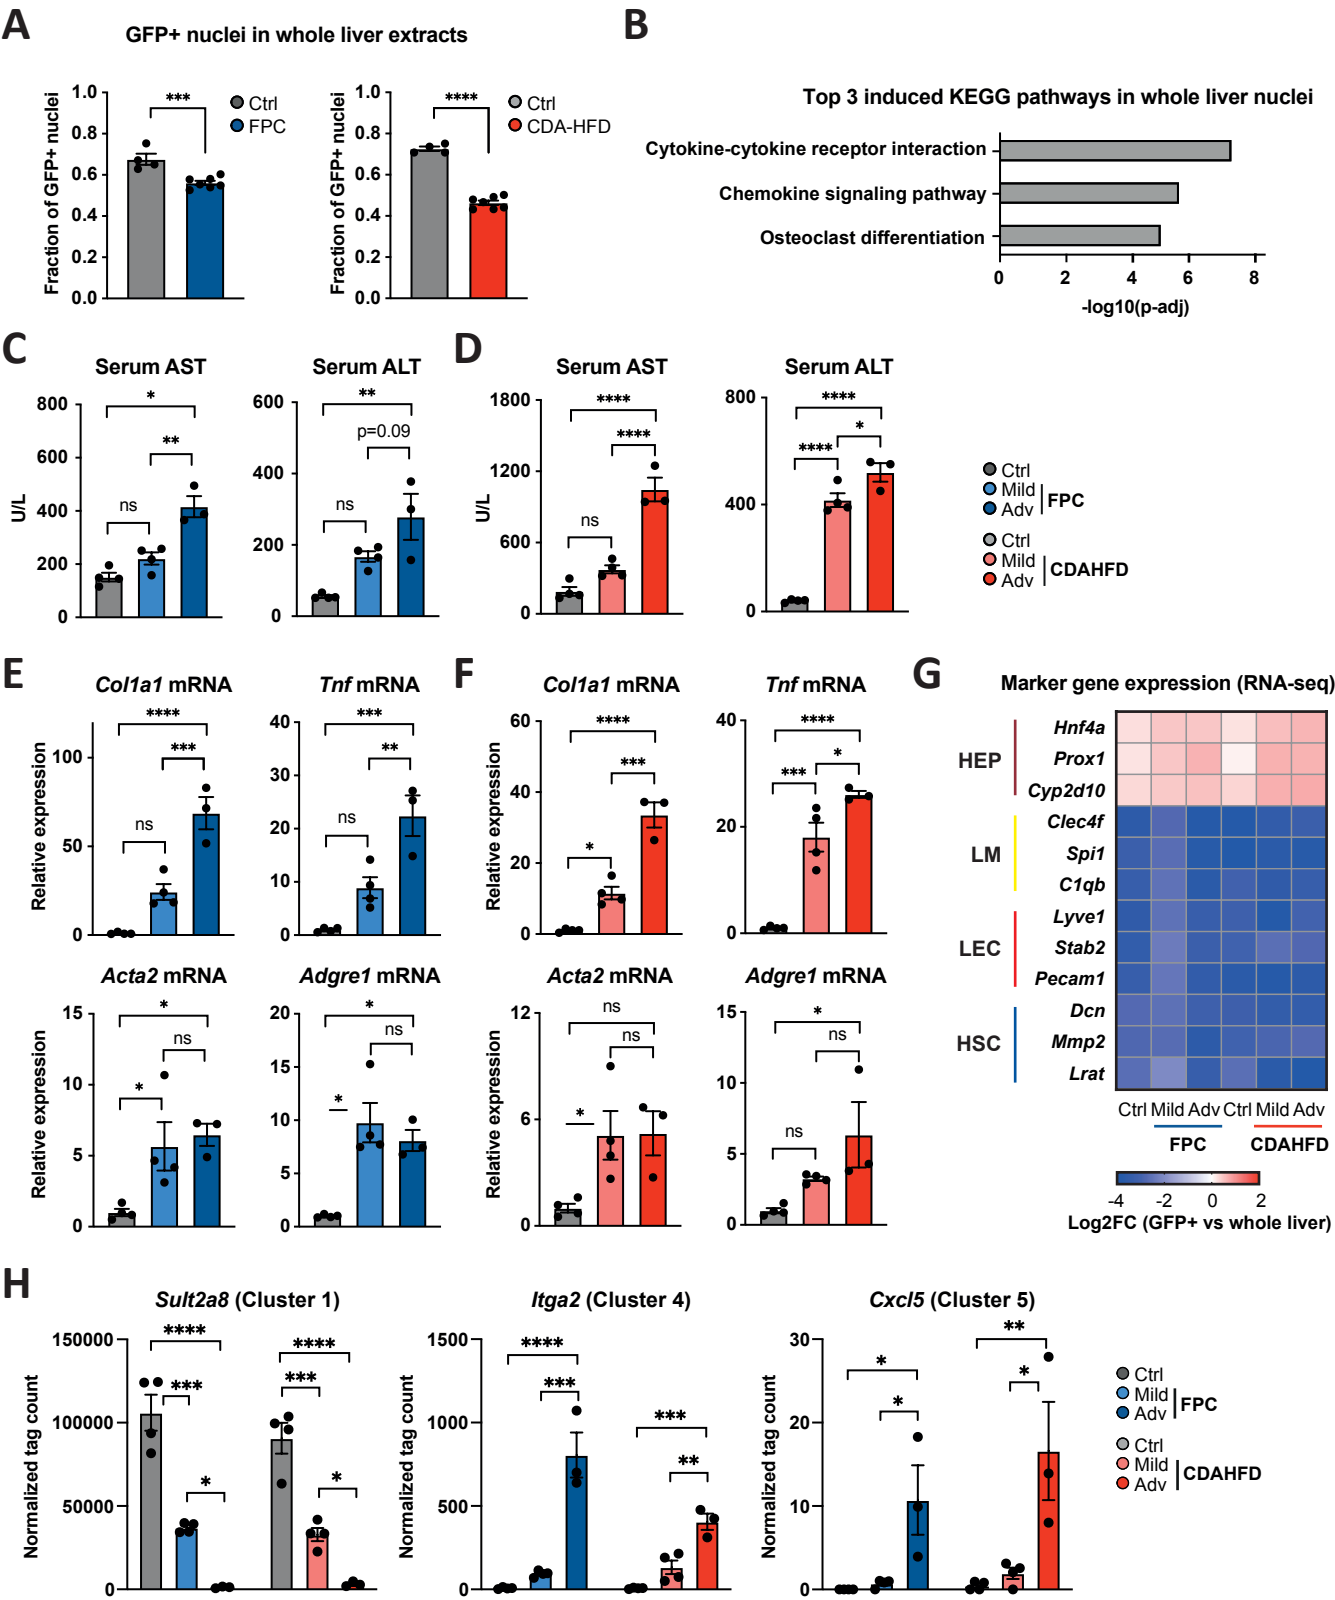 A
GFP+ nuclei in whole liver extracts
Fraction of GFP+ nuclei
1.0
0.8
0.6
0.4
0.2
0.0
***
Ctrl
FPC
Fraction of GFP+ nuclei
1.0
0.8
0.6
0.4
0.2
0.0
****
Ctrl
CDA-HFD
B
Top 3 induced KEGG pathways in whole liver nuclei
Cytokine-cytokine receptor interaction
Chemokine signaling pathway
Osteoclast differentiation
0 2 4 6 8
-log10(p-adj)
C
Serum AST
U/L
800
600
400
200
0
*
**
ns
Serum ALT
600
400
200
0
**
p=0.09
ns
D
Serum AST
U/L
1800
1200
600
0
****
****
ns
Serum ALT
800
400
0
****
*
****
Ctrl
Mild
Adv
FPC
Ctrl
Mild
Adv
CDAHFD
E
Col1a1 mRNA
Relative expression
100
50
0
****
***
ns
Tnf mRNA
40
30
20
10
0
***
**
ns
Acta2 mRNA
Relative expression
15
10
5
0
*
ns
*
Adgre1 mRNA
20
15
10
5
0
*
ns
*
F
Col1a1 mRNA
Relative expression
60
40
20
0
****
***
*
Tnf mRNA
40
20
0
****
*
***
Acta2 mRNA
Relative expression
12
6
0
ns
ns
*
Adgre1 mRNA
15
10
5
0
*
ns
ns
G
Marker gene expression (RNA-seq)
HEP
Hnf4a
Prox1
Cyp2d10
LM
Clec4f
Spi1
C1qb
LEC
Lyve1
Stab2
Pecam1
HSC
Dcn
Mmp2
Lrat
Ctrl Mild Adv Ctrl Mild Adv
FPC CDAHFD
-4 -2 0 2
Log2FC (GFP+ vs whole liver)
H
Sult2a8 (Cluster 1)
Normalized tag count
150000
100000
50000
0
****
***
*
****
***
*
Itga2 (Cluster 4)
Normalized tag count
1500
1000
500
0
****
***
***
**
Cxcl5 (Cluster 5)
Normalized tag count
30
20
10
0
*
*
**
*
Ctrl
Mild
Adv
FPC
Ctrl
Mild
Adv
CDAHFD